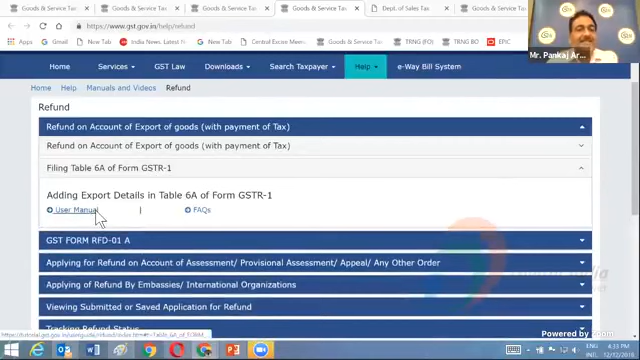 Goods & Service Tax
Goods & Service Tax
Goods & Service Tax
Goods & Service Tax
Dept. of Sales Tax
Goods & Service Tax
https://www.gst.gov.in/help/refund
Gmail
New Tab
India News Latest
New Tab
Central Excise
TRNG (FO)
TRNG BO
EPIC
Mr. Pankaj Ar...
Home
Services
GST Law
Downloads
Search Taxpayer
Help
e-Way Bill System
Home
Help
Manuals and Videos
Refund
Refund
Refund on Account of Export of goods (with payment of Tax)
Refund on Account of Export of goods (with payment of Tax)
Filing Table 6A of Form GSTR-1
Adding Export Details in Table 6A of Form GSTR-1
User Manual | FAQs
GST FORM RFD-01 A
Applying for Refund on Account of Assessment/ Provisional Assessment/ Appeal/ Any Other Order
Applying of Refund By Embassies/ International Organizations
Viewing Submitted or Saved Application for Refund
Tracking Refund Status
Powered by Zoom
ENG
INTL
4:33 PM
12/12/2018